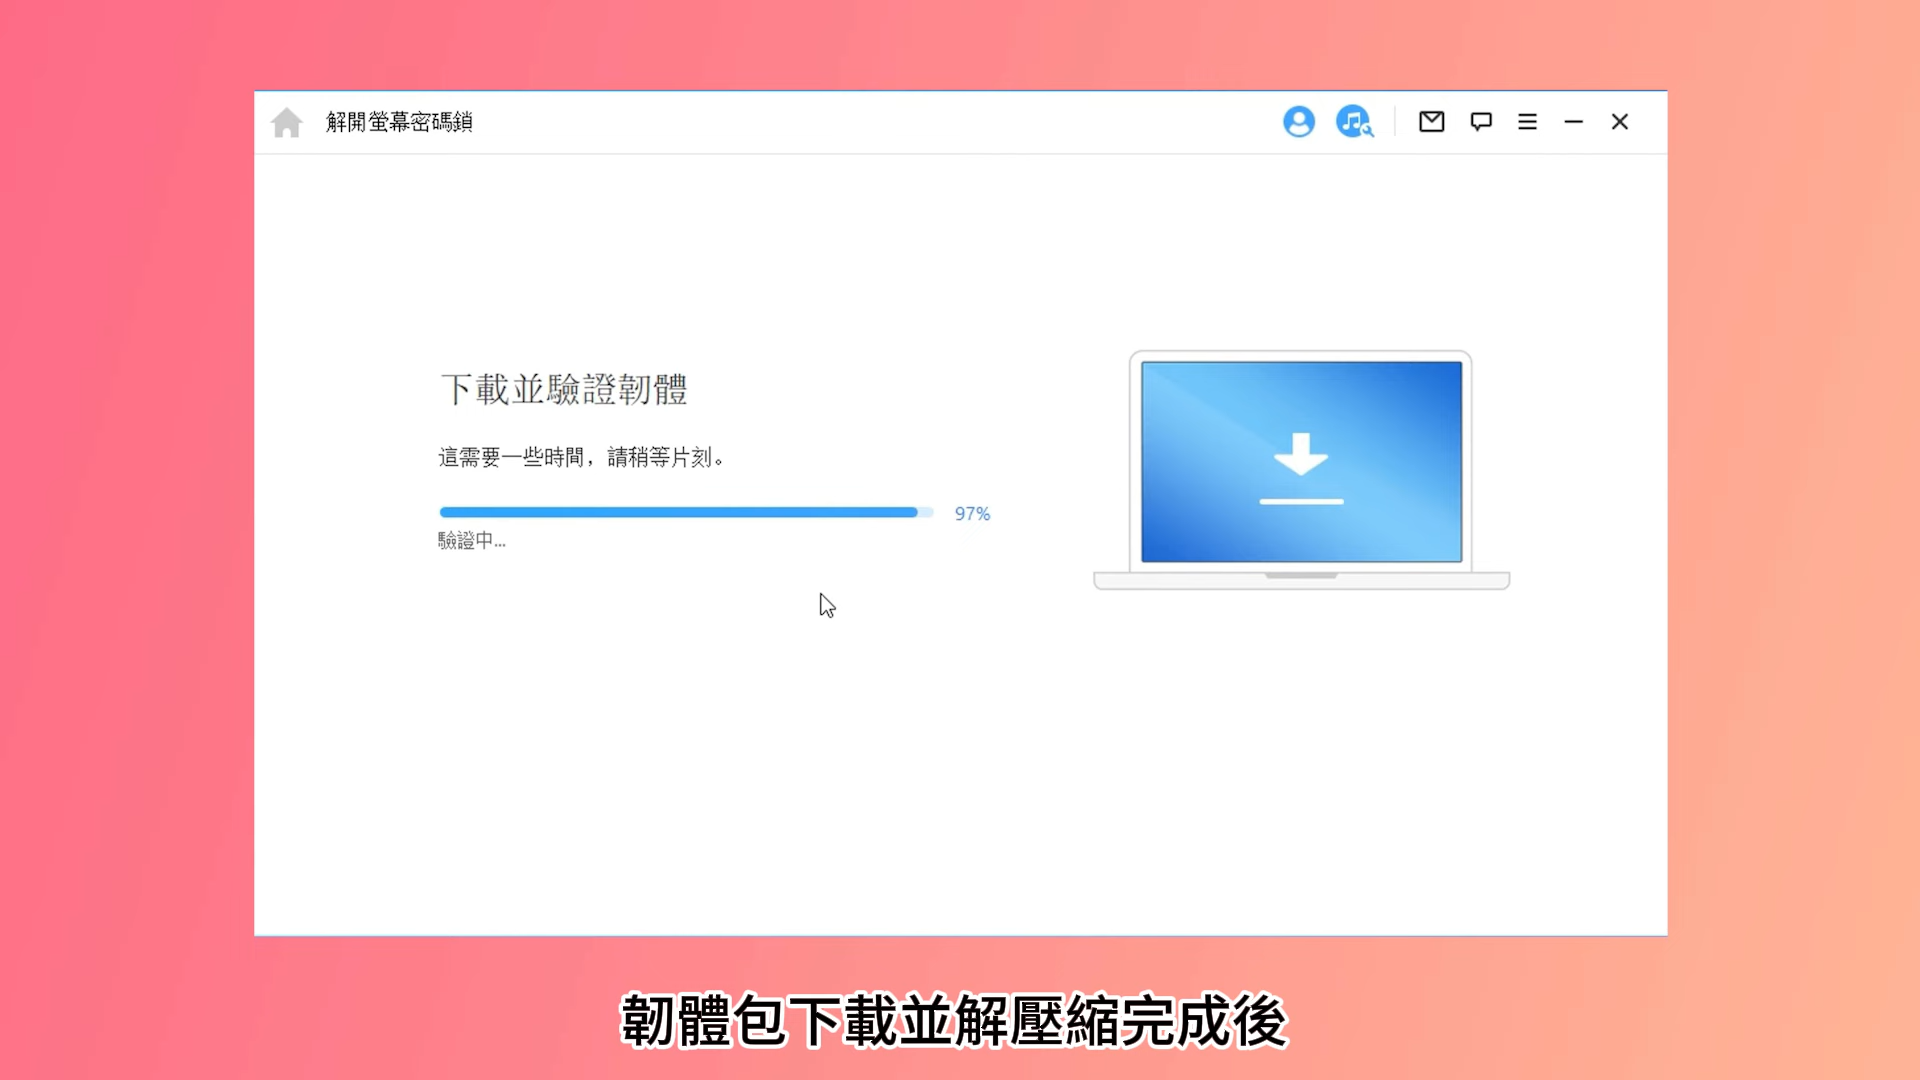 解開螢幕密碼鎖
下載並驗證韌體
這需要一些時間，請稍等片刻。
97%
驗證中...
韌體包下載並解壓縮完成後